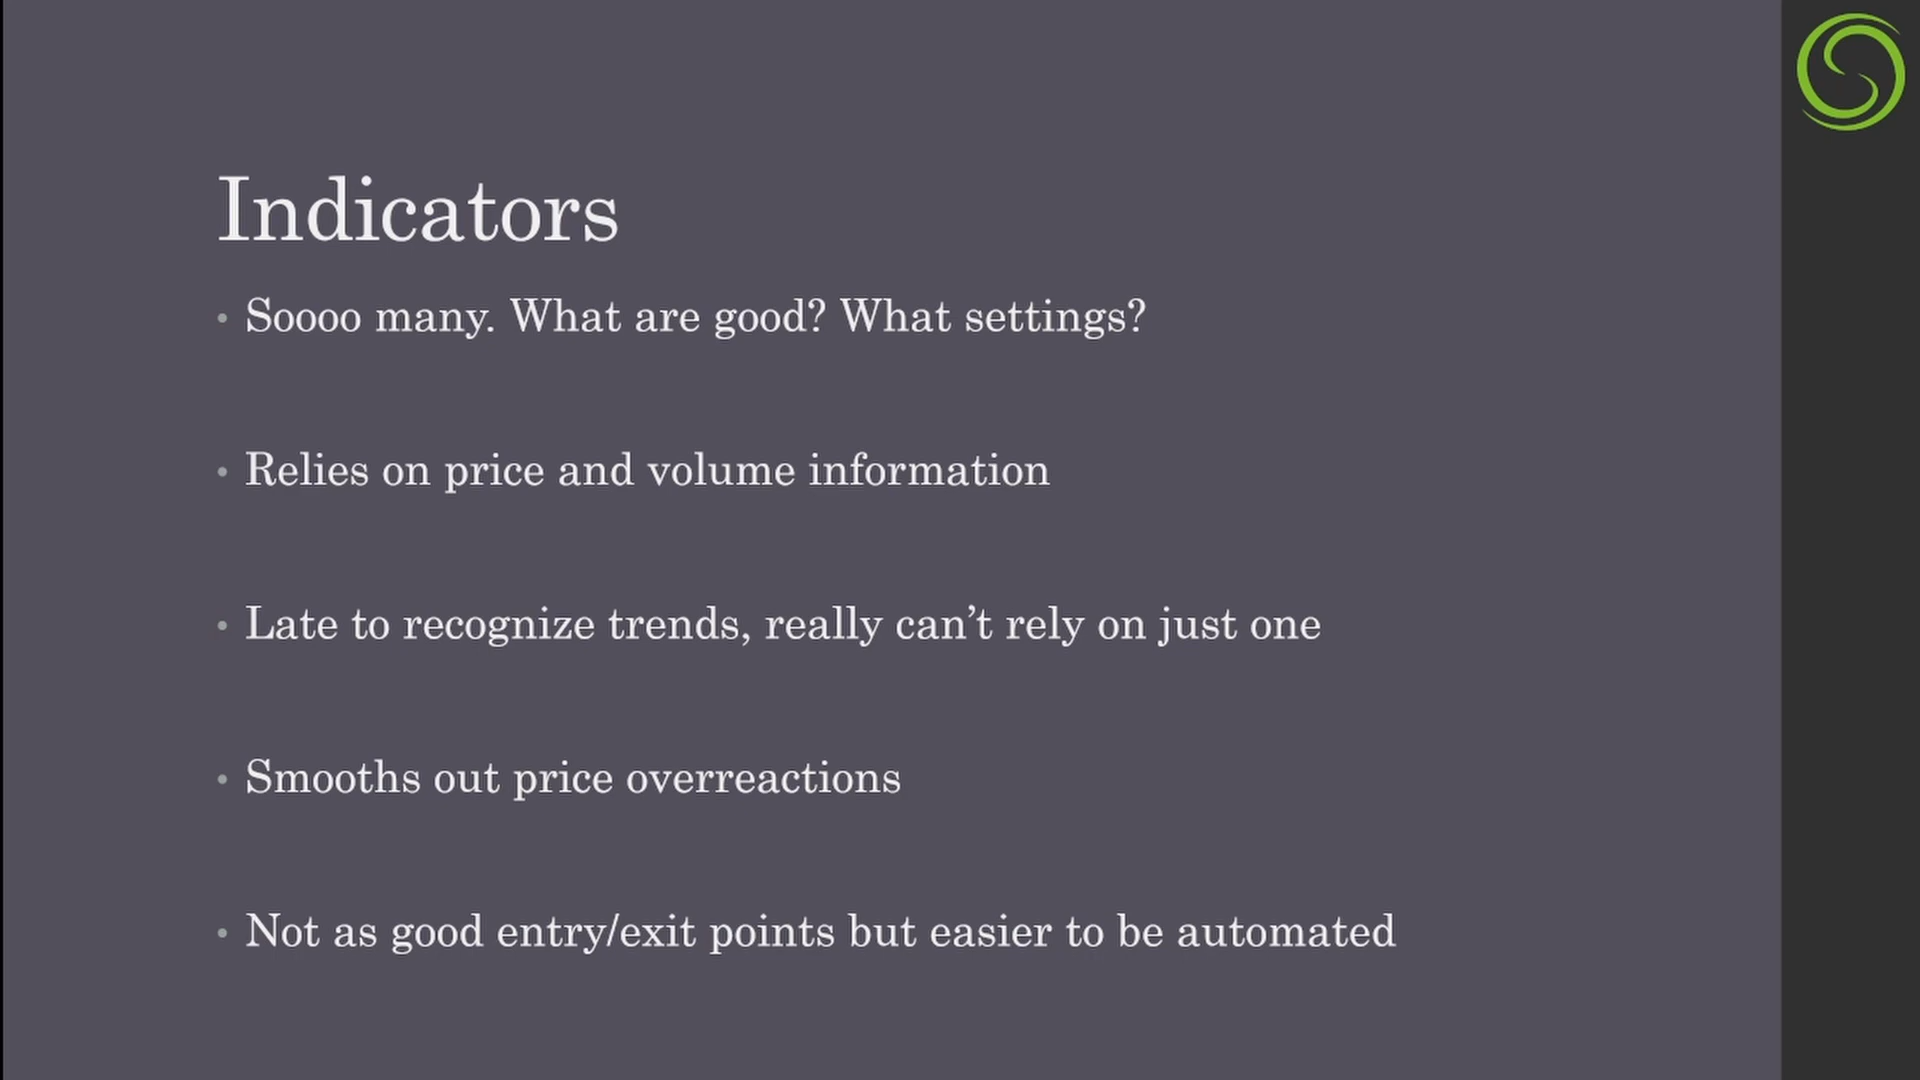 Indicators
• Soooo many. What are good? What settings?
• Relies on price and volume information
• Late to recognize trends, really can’t rely on just one
• Smooths out price overreactions
• Not as good entry/exit points but easier to be automated